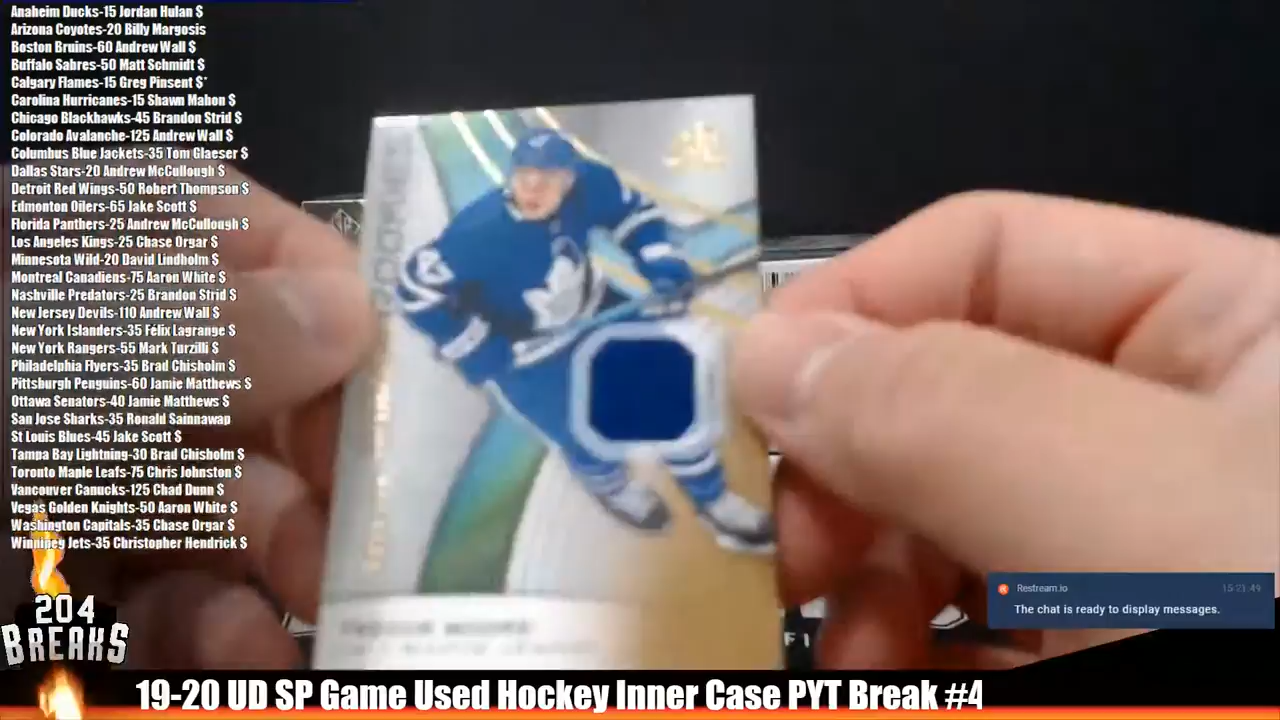 Anaheim Ducks-15 Jordan Hulan $
Arizona Coyotes-20 Billy Margosis
Boston Bruins-60 Andrew Wall $
Buffalo Sabres-50 Matt Schmidt $
Calgary Flames-15 Greg Pinsent $*
Carolina Hurricanes-15 Shawn Mahon $
Chicago Blackhawks-45 Brandon Strid $
Colorado Avalanche-125 Andrew Wall $
Columbus Blue Jackets-35 Tom Glaeser $
Dallas Stars-20 Andrew McCullough $
Detroit Red Wings-50 Robert Thompson $
Edmonton Oilers-65 Jake Scott $
Florida Panthers-25 Andrew McCullough $
Los Angeles Kings-25 Chase Orgar $
Minnesota Wild-20 David Lindholm $
Montreal Canadiens-75 Aaron White $
Nashville Predators-25 Brandon Strid $
New Jersey Devils-110 Andrew Wall $
New York Islanders-35 Félix Lagrange $
New York Rangers-55 Mark Turzilli $
Philadelphia Flyers-35 Brad Chisholm $
Pittsburgh Penguins-60 Jamie Matthews $
Ottawa Senators-40 Jamie Matthews $
San Jose Sharks-35 Ronald Sainnawap
St Louis Blues-45 Jake Scott $
Tampa Bay Lightning-30 Brad Chisholm $
Toronto Maple Leafs-75 Chris Johnston $
Vancouver Canucks-125 Chad Dunn $
Vegas Golden Knights-50 Aaron White $
Washington Capitals-35 Chase Orgar $
Winnipeg Jets-35 Christopher Hendrick $
204
BREAKS
Restream.io 15:21:49
The chat is ready to display messages.
19-20 UD SP Game Used Hockey Inner Case PYT Break #4